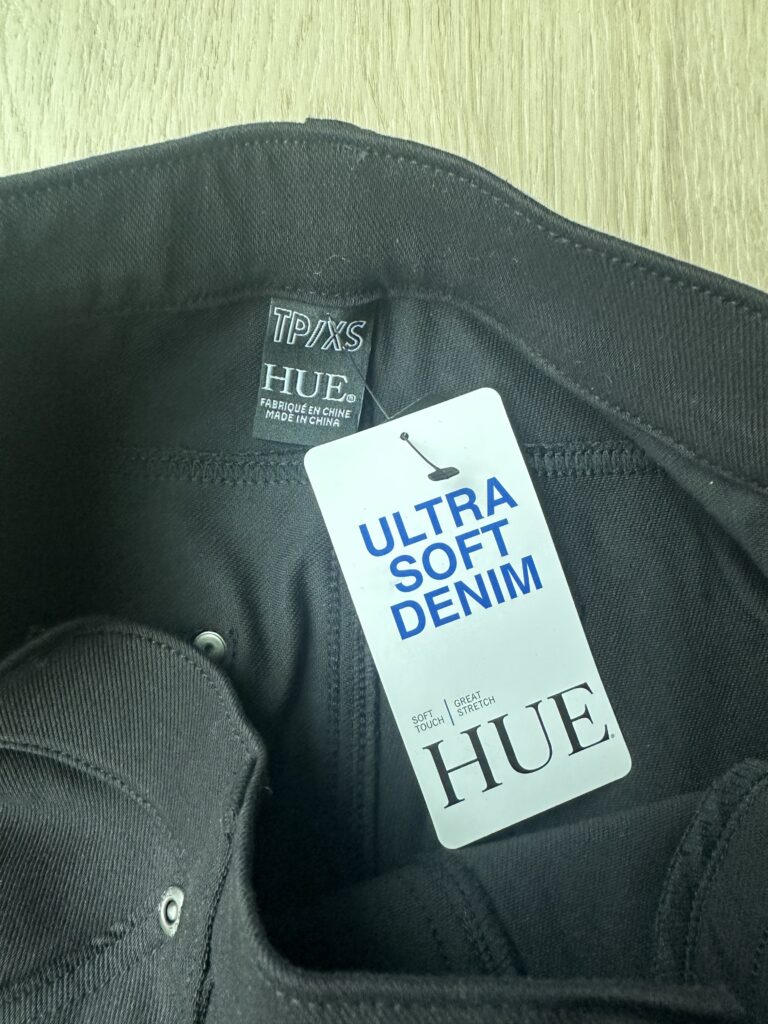 TP/XS
HUE®
FABRIQUÉ EN CHINE
MADE IN CHINA
ULTRA
SOFT
DENIM
SOFT
TOUCH
GREAT
STRETCH
HUE®